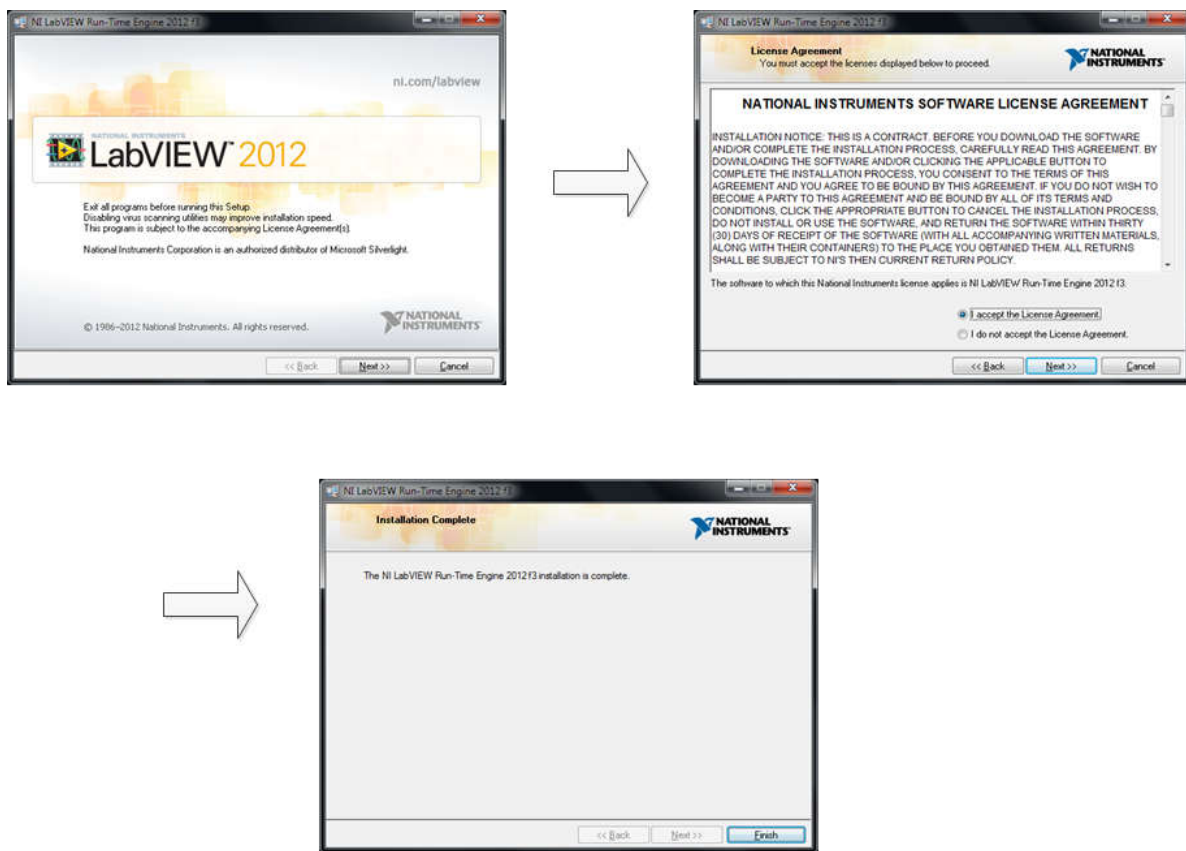 NI LabVIEW Run-Time Engine 2012 f3
ni.com/labview
NATIONAL INSTRUMENTS
LabVIEW™ 2012
Exit all programs before running this Setup.
Disabling virus scanning utilities may improve installation speed.
This program is subject to the accompanying License Agreement(s).
National Instruments Corporation is an authorized distributor of Microsoft Silverlight.
© 1986–2012 National Instruments. All rights reserved.
NATIONAL
INSTRUMENTS
<< Back Next >> Cancel
NI LabVIEW Run-Time Engine 2012 f3
License Agreement
You must accept the licenses displayed below to proceed.
NATIONAL
INSTRUMENTS
NATIONAL INSTRUMENTS SOFTWARE LICENSE AGREEMENT
INSTALLATION NOTICE: THIS IS A CONTRACT. BEFORE YOU DOWNLOAD THE SOFTWARE
AND/OR COMPLETE THE INSTALLATION PROCESS, CAREFULLY READ THIS AGREEMENT. BY
DOWNLOADING THE SOFTWARE AND/OR CLICKING THE APPLICABLE BUTTON TO
COMPLETE THE INSTALLATION PROCESS, YOU CONSENT TO THE TERMS OF THIS
AGREEMENT AND YOU AGREE TO BE BOUND BY THIS AGREEMENT. IF YOU DO NOT WISH TO
BECOME A PARTY TO THIS AGREEMENT AND BE BOUND BY ALL OF ITS TERMS AND
CONDITIONS, CLICK THE APPROPRIATE BUTTON TO CANCEL THE INSTALLATION PROCESS,
DO NOT INSTALL OR USE THE SOFTWARE, AND RETURN THE SOFTWARE WITHIN THIRTY
(30) DAYS OF RECEIPT OF THE SOFTWARE (WITH ALL ACCOMPANYING WRITTEN MATERIALS,
ALONG WITH THEIR CONTAINERS) TO THE PLACE YOU OBTAINED THEM. ALL RETURNS
SHALL BE SUBJECT TO NI'S THEN CURRENT RETURN POLICY.
The software to which this National Instruments license applies is NI LabVIEW Run-Time Engine 2012 f3.
I accept the License Agreement.
I do not accept the License Agreement.
<< Back Next >> Cancel
NI LabVIEW Run-Time Engine 2012 f3
Installation Complete
NATIONAL
INSTRUMENTS
The NI LabVIEW Run-Time Engine 2012 f3 installation is complete.
<< Back Next >> Finish